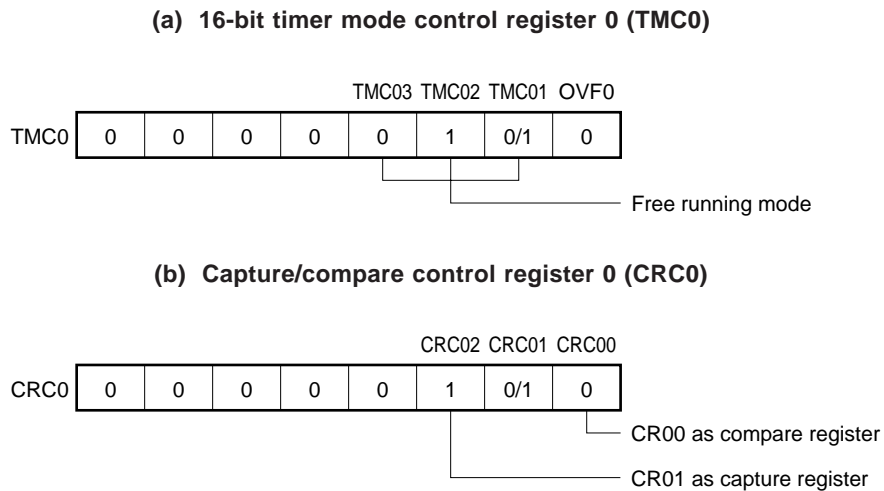 (a) 16-bit timer mode control register 0 (TMC0)
TMC03 TMC02 TMC01 OVF0
TMC0 0 0 0 0 0 1 0/1 0
Free running mode
(b) Capture/compare control register 0 (CRC0)
CRC02 CRC01 CRC00
CRC0 0 0 0 0 0 1 0/1 0
CR00 as compare register
CR01 as capture register